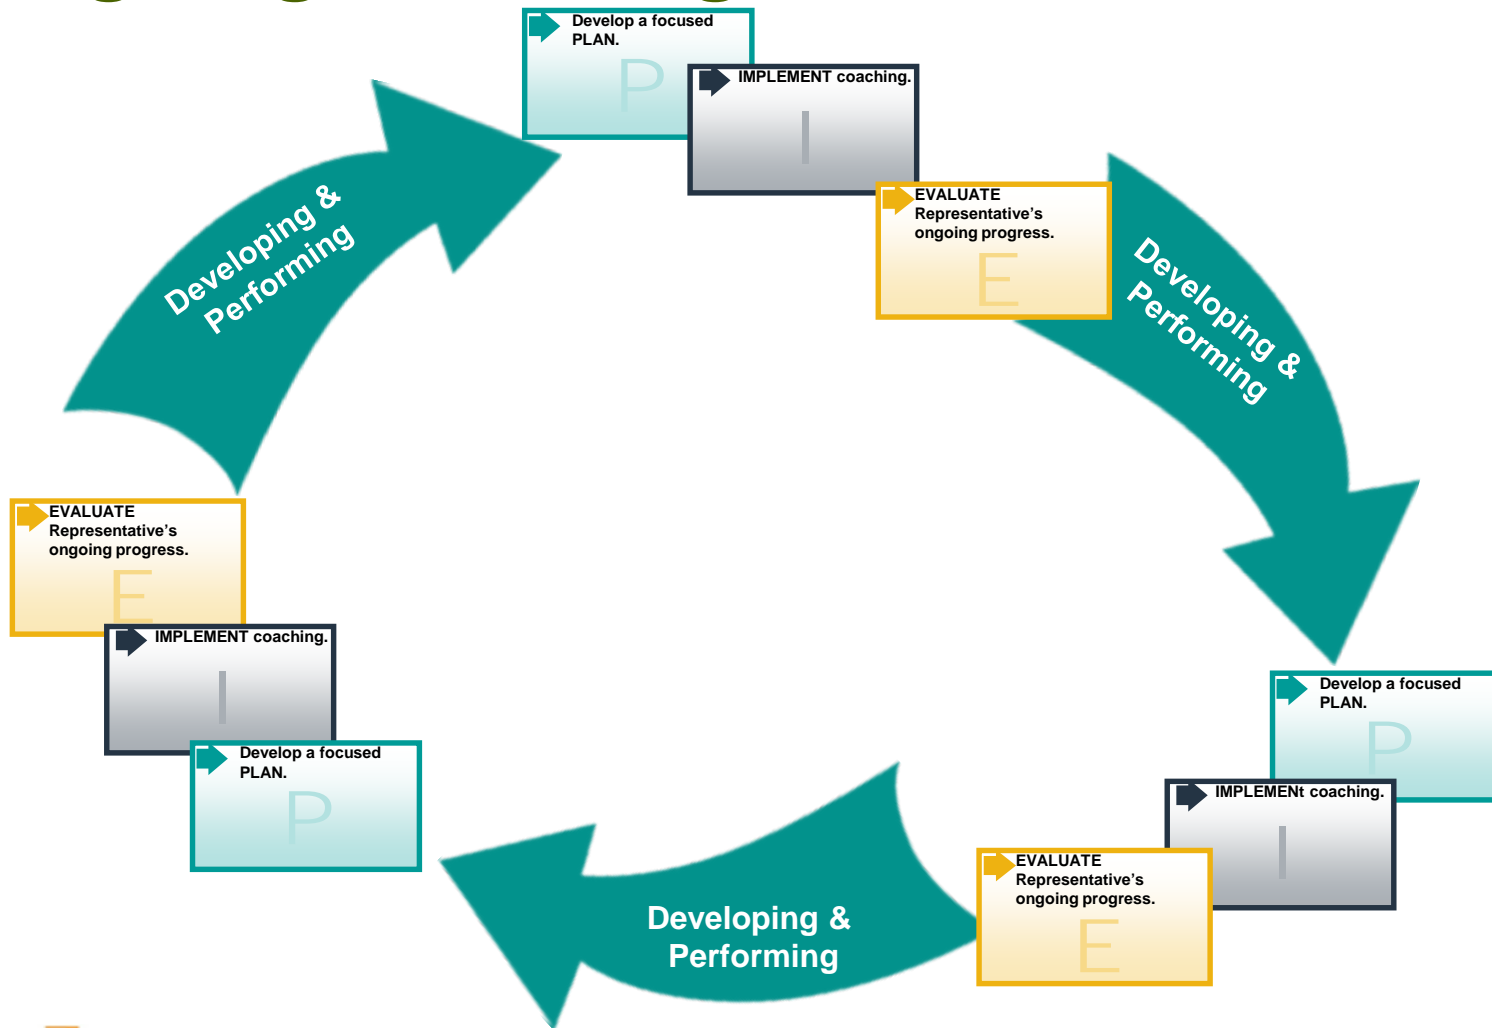 Develop a focused
PLAN.
P
IMPLEMENT coaching.
I
EVALUATE
Representative's
ongoing progress.
E
Developing &
Performing
Develop a focused
PLAN.
P
IMPLEMENt coaching.
I
EVALUATE
Representative's
ongoing progress.
E
Developing &
Performing
Develop a focused
PLAN.
P
IMPLEMENT coaching.
I
EVALUATE
Representative's
ongoing progress.
E
Developing &
Performing